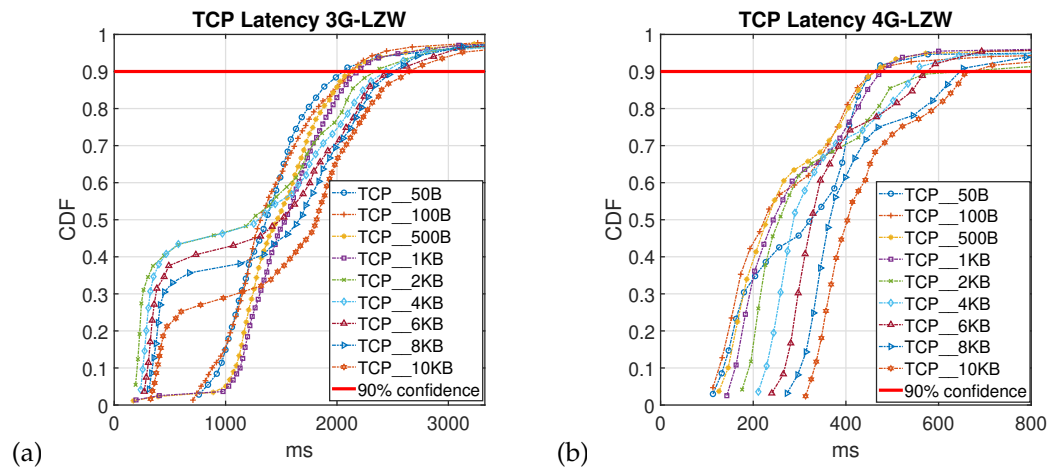 TCP Latency 3G-LZW
1
0.9
0.8
0.7
0.6
0.5
0.4
0.3
0.2
0.1
0
CDF
TCP__50B
TCP__100B
TCP__500B
TCP__1KB
TCP__2KB
TCP__4KB
TCP__6KB
TCP__8KB
TCP__10KB
90% confidence
0 1000 2000 3000
ms
(a)
TCP Latency 4G-LZW
1
0.9
0.8
0.7
0.6
0.5
0.4
0.3
0.2
0.1
0
CDF
TCP__50B
TCP__100B
TCP__500B
TCP__1KB
TCP__2KB
TCP__4KB
TCP__6KB
TCP__8KB
TCP__10KB
90% confidence
0 200 400 600 800
ms
(b)